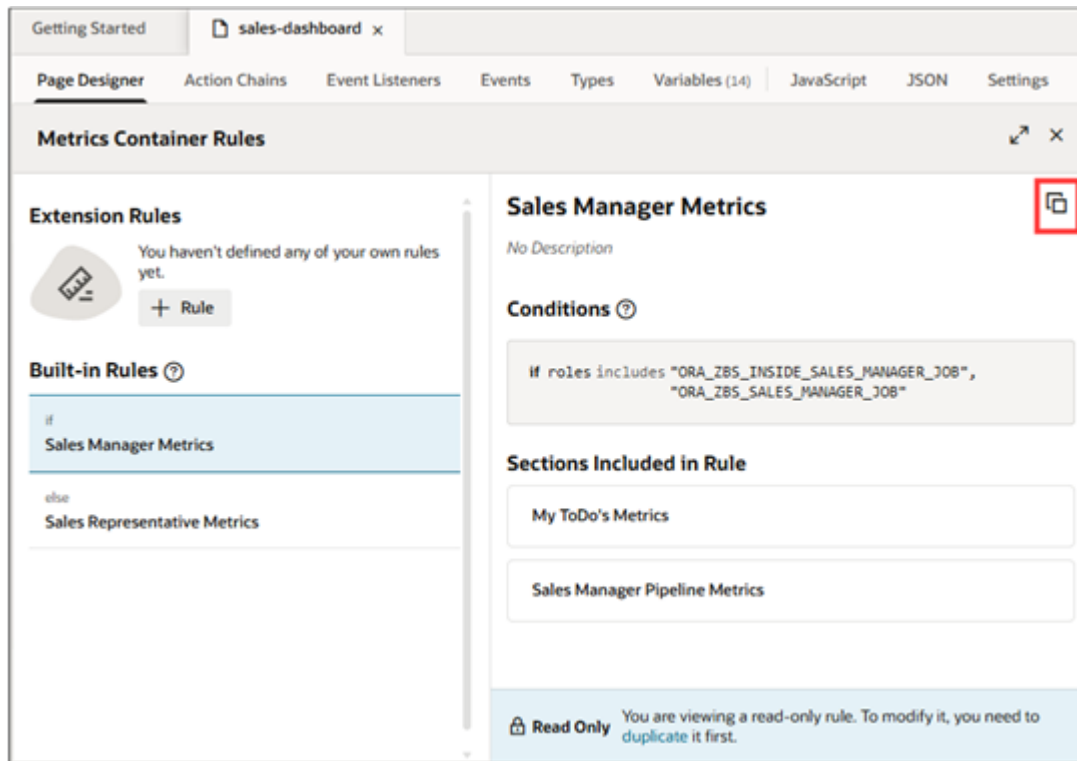 Getting Started
sales-dashboard ×
Page Designer Action Chains Event Listeners Events Types Variables (14) JavaScript JSON Settings
Metrics Container Rules
Extension Rules
You haven't defined any of your own rules
yet.
+ Rule
Built-in Rules ?
if
Sales Manager Metrics
else
Sales Representative Metrics
Sales Manager Metrics
No Description
Conditions ?
if roles includes "ORA_ZBS_INSIDE_SALES_MANAGER_JOB",
"ORA_ZBS_SALES_MANAGER_JOB"
Sections Included in Rule
My ToDo's Metrics
Sales Manager Pipeline Metrics
Read Only You are viewing a read-only rule. To modify it, you need to
duplicate it first.